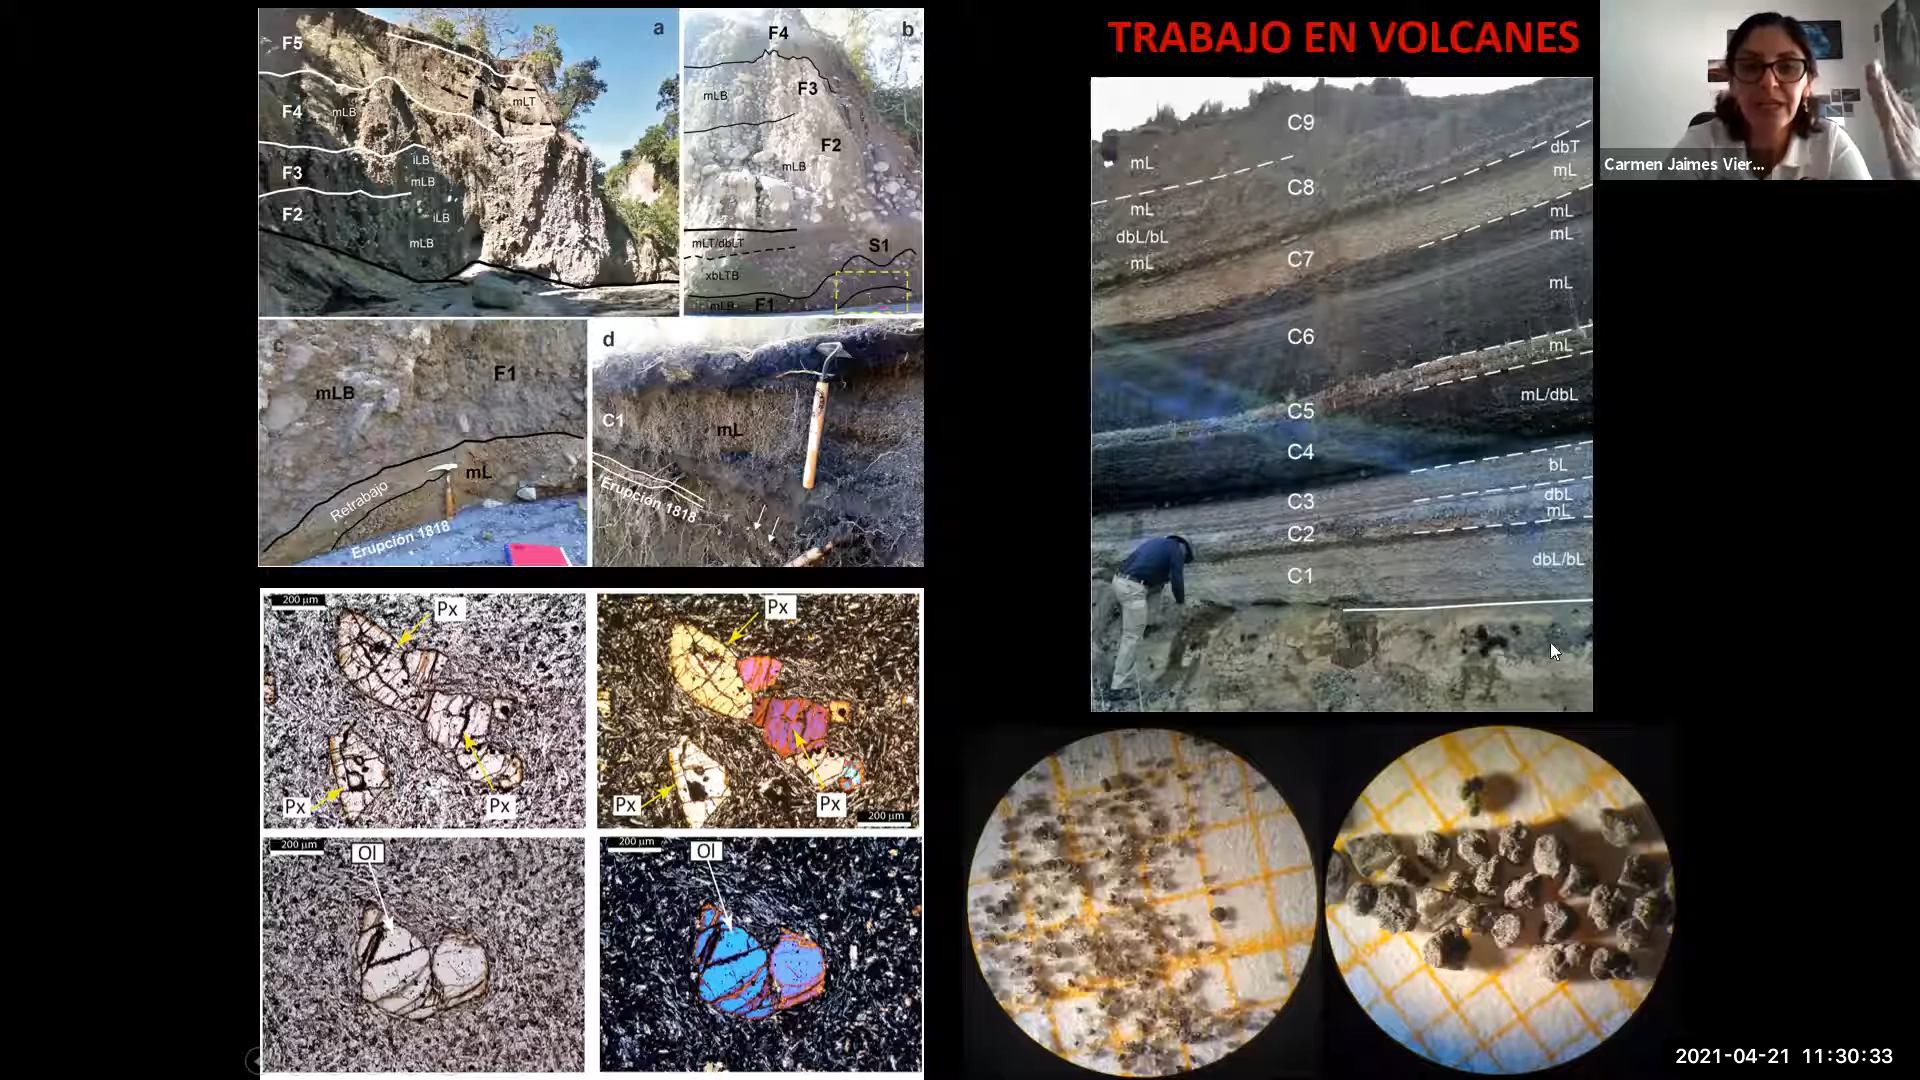 TRABAJO EN VOLCANES
Carmen Jaimes Vier...
a
F5
F4
mLB
mLT
iLB
F3
mLB
F2
iLB
mLB
b
F4
mLB
F3
F2
mLB
mLT/dbLT
S1
xbLTB
mLB
F1
c
F1
mLB
mL
Retrabajo
Erupción 1818
d
C1
mL
Erupción 1818
C9
dbT
mL
mL
C8
mL
mL
dbL/bL
mL
C7
mL
mL
C6
mL
mL/dbL
C5
C4
bL
C3
dbL
mL
C2
dbL/bL
C1
200 µm
Px
Px
Px
Px
Px
Px
200 µm
200 µm
Ol
200 µm
Ol
2021-04-21 11:30:33